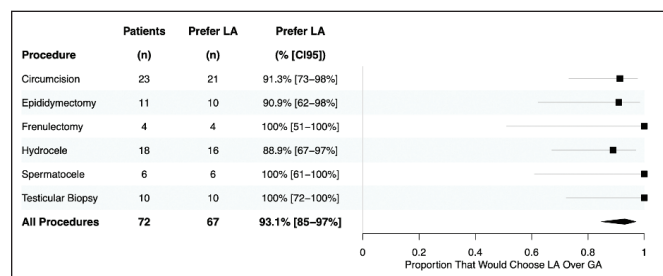 Patients Prefer LA Prefer LA
Procedure (n) (n) (% [CI95])
Circumcision 23 21 91.3% [73–98%]
Epididymectomy 11 10 90.9% [62–98%]
Frenulectomy 4 4 100% [51–100%]
Hydrocele 18 16 88.9% [67–97%]
Spermatocele 6 6 100% [61–100%]
Testicular Biopsy 10 10 100% [72–100%]
All Procedures 72 67 93.1% [85–97%]
0 0.2 0.4 0.6 0.8 1
Proportion That Would Choose LA Over GA